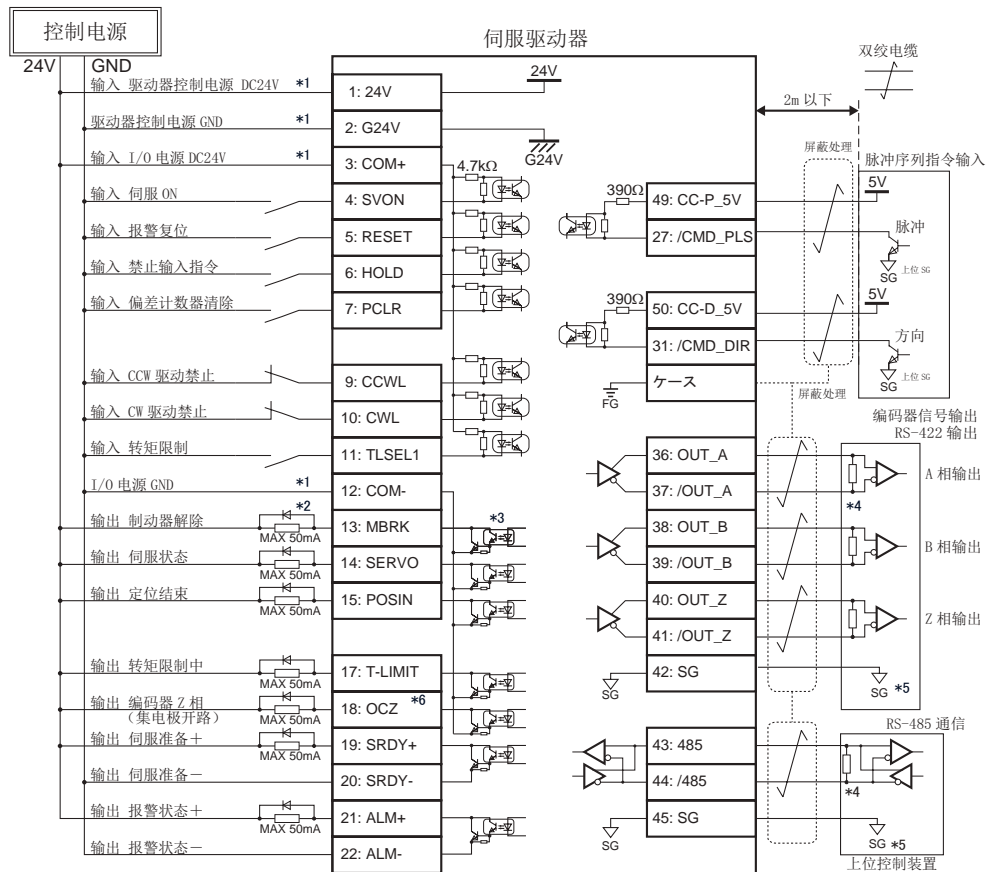 控制电源
24V
GND
伺服驱动器
输入 驱动器控制电源 DC24V *1
驱动器控制电源 GND *1
输入 I/O 电源 DC24V *1
输入 伺服 ON
输入 报警复位
输入 禁止输入指令
输入 偏差计数器清除
输入 CCW 驱动禁止
输入 CW 驱动禁止
输入 转矩限制
I/O 电源 GND *1
输出 制动器解除
*2
MAX 50mA
输出 伺服状态
MAX 50mA
输出 定位结束
MAX 50mA
输出 转矩限制中
MAX 50mA
输出 编码器 Z 相
(集电极开路)
MAX 50mA
输出 伺服准备＋
MAX 50mA
输出 伺服准备－
输出 报警状态＋
MAX 50mA
输出 报警状态－
1: 24V
2: G24V
3: COM+
4: SVON
5: RESET
6: HOLD
7: PCLR
9: CCWL
10: CWL
11: TLSEL1
12: COM-
13: MBRK
14: SERVO
15: POSIN
17: T-LIMIT
18: OCZ *6
19: SRDY+
20: SRDY-
21: ALM+
22: ALM-
24V
G24V
4.7kΩ
*3
390Ω
49: CC-P_5V
27: /CMD_PLS
390Ω
50: CC-D_5V
31: /CMD_DIR
ケース
FG
36: OUT_A
37: /OUT_A
38: OUT_B
39: /OUT_B
40: OUT_Z
41: /OUT_Z
42: SG
SG
43: 485
44: /485
45: SG
SG
双绞电缆
2m 以下
屏蔽处理
脉冲序列指令输入
5V
脉冲
SG 上位 SG
5V
方向
SG 上位 SG
屏蔽处理
编码器信号输出
RS-422 输出
A 相输出
*4
B 相输出
Z 相输出
SG *5
RS-485 通信
*4
SG *5
上位控制装置